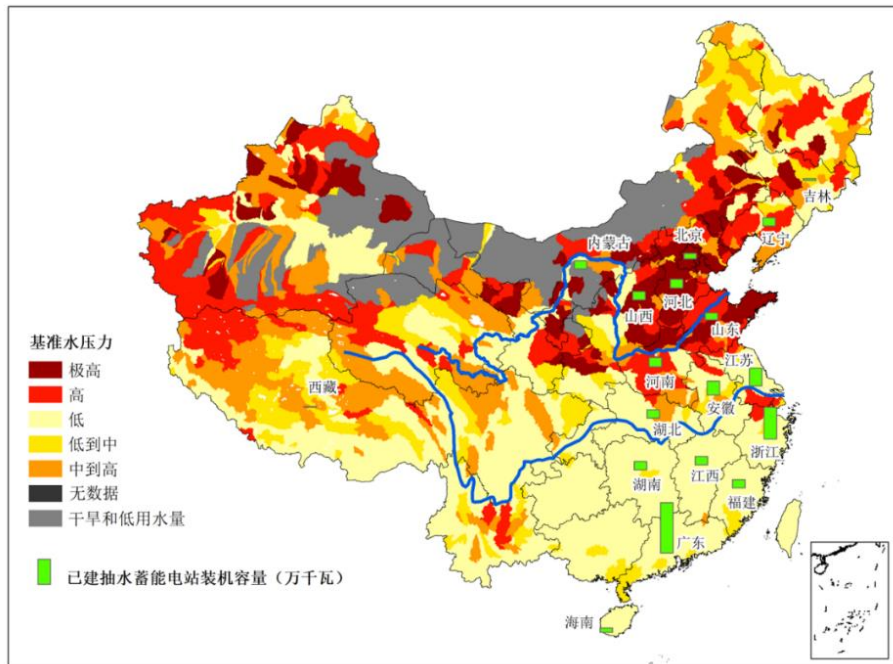 内蒙古
北京
吉林
辽宁
河北
山西
山东
基准水压力
极高
高
低
低到中
中到高
无数据
干旱和低用水量
西藏
河南
江苏
安徽
湖北
浙江
湖南
江西
福建
广东
海南
已建抽水蓄能电站装机容量（万千瓦）